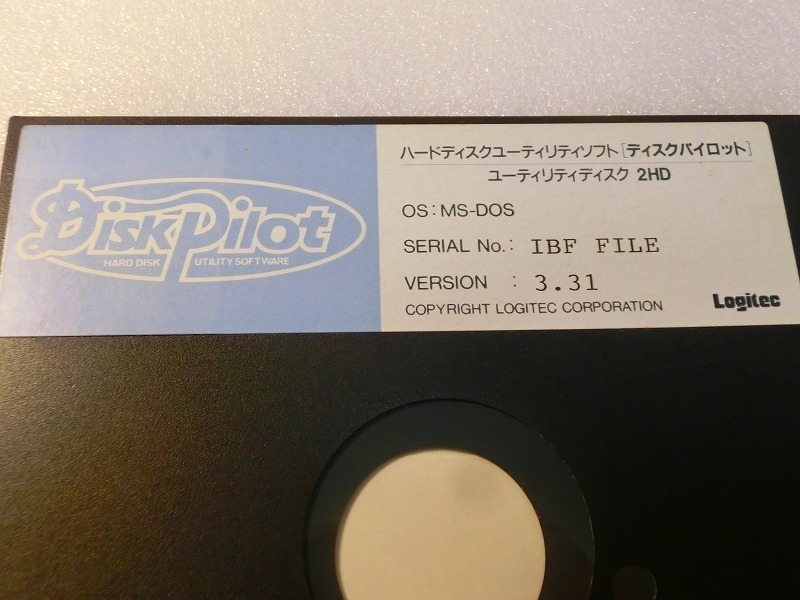 DiskPilot
HARD DISK UTILITY SOFTWARE
ハードディスクユーティリティソフト[ディスクパイロット]
ユーティリティディスク 2HD
OS:MS-DOS
SERIAL No.: IBF FILE
VERSION : 3.31
COPYRIGHT LOGITEC CORPORATION
Logitec